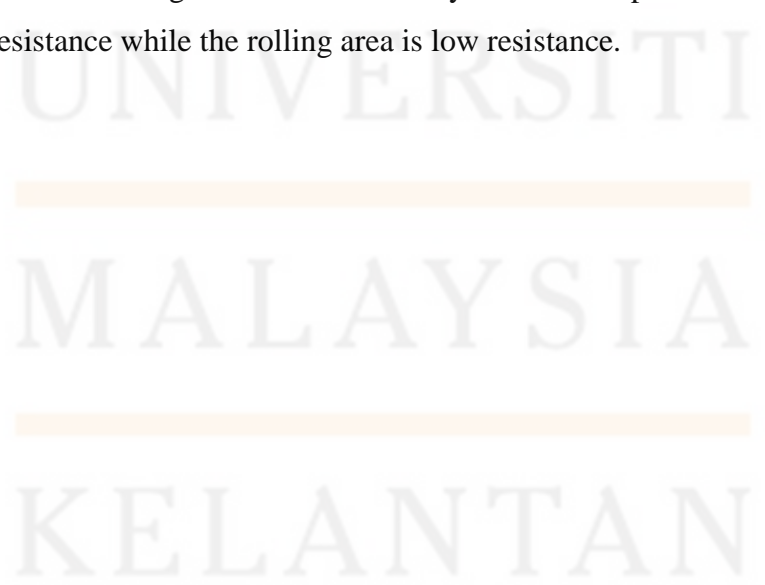 esistance while the rolling area is low resistance.
UNIVERSITI
MALAYSIA
KELANTAN